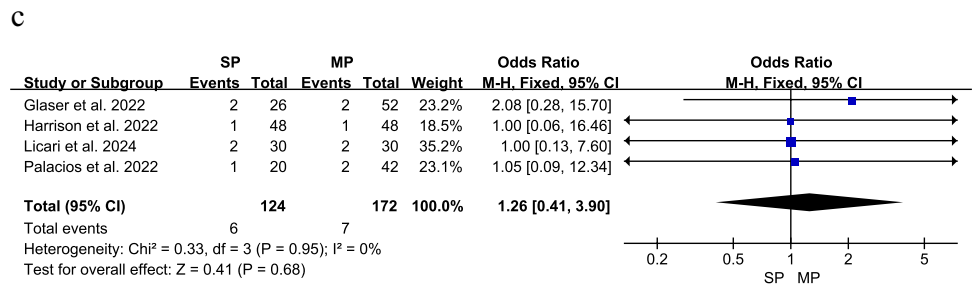 c
SP MP Odds Ratio Odds Ratio
Study or Subgroup Events Total Events Total Weight M-H, Fixed, 95% CI M-H, Fixed, 95% CI
Glaser et al. 2022 2 26 2 52 23.2% 2.08 [0.28, 15.70]
Harrison et al. 2022 1 48 1 48 18.5% 1.00 [0.06, 16.46]
Licari et al. 2024 2 30 2 30 35.2% 1.00 [0.13, 7.60]
Palacios et al. 2022 1 20 2 42 23.1% 1.05 [0.09, 12.34]
Total (95% CI) 124 172 100.0% 1.26 [0.41, 3.90]
Total events 6 7
Heterogeneity: Chi² = 0.33, df = 3 (P = 0.95); I² = 0%
Test for overall effect: Z = 0.41 (P = 0.68)
0.2 0.5 1 2 5
SP MP